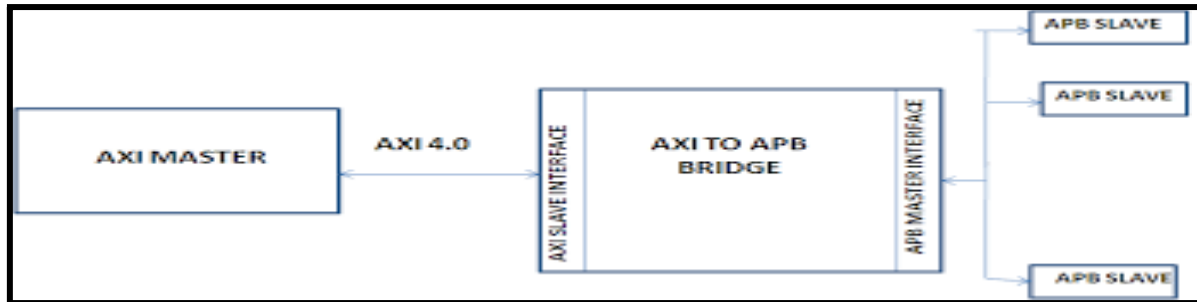 APB SLAVE
APB SLAVE
AXI MASTER
AXI 4.0
AXI SLAVE INTERFACE
AXI TO APB
BRIDGE
APB MASTER INTERFACE
APB SLAVE